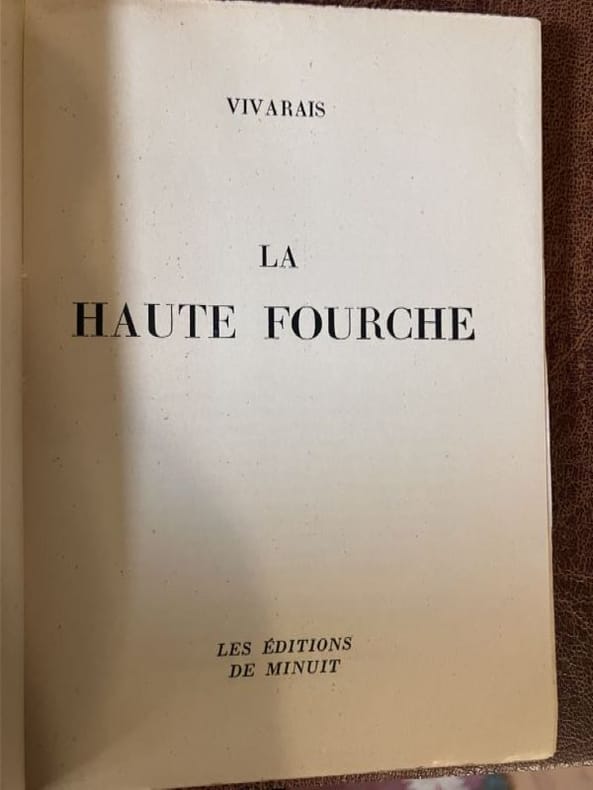 VIVARAIS
LA
HAUTE FOURCHE
LES ÉDITIONS
DE MINUIT